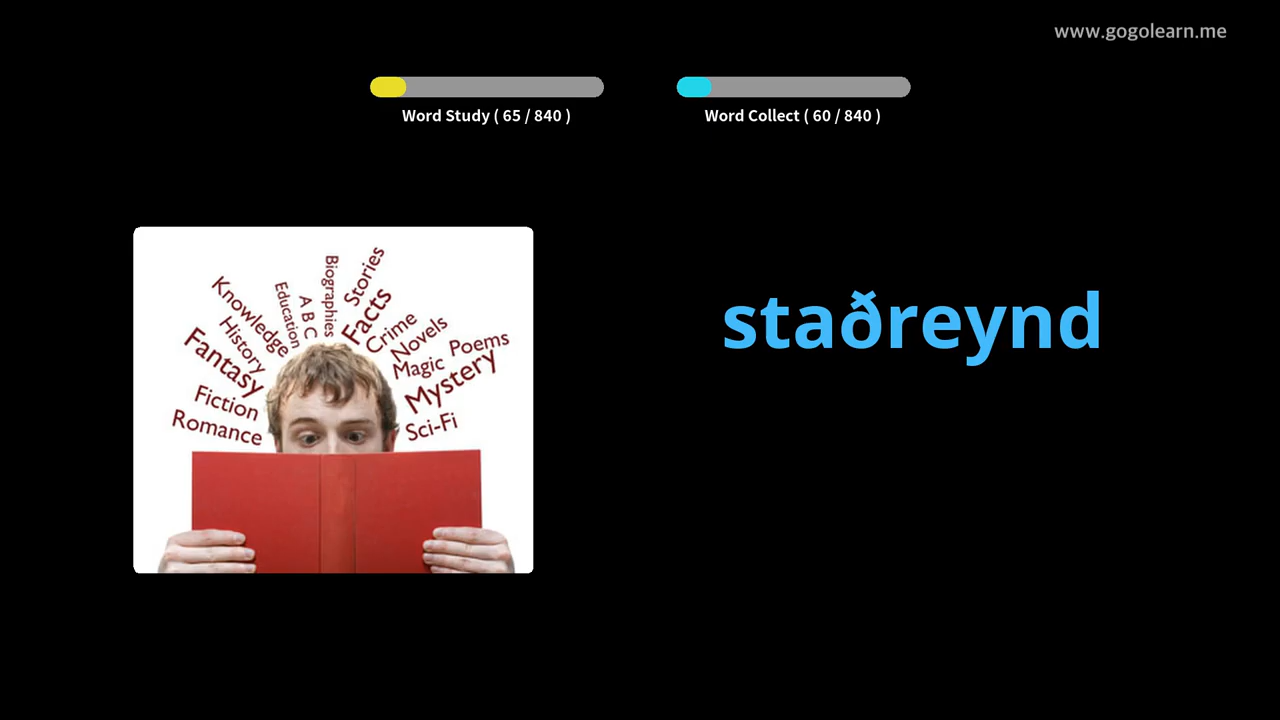 www.gogolearn.me
Word Study ( 65 / 840 )
Word Collect ( 60 / 840 )
Biographies
Stories
Education
A B C
Facts
Knowledge
Crime
History
Novels
Fantasy
Magic
Poems
Mystery
Fiction
Romance
Sci-Fi
staðreynd